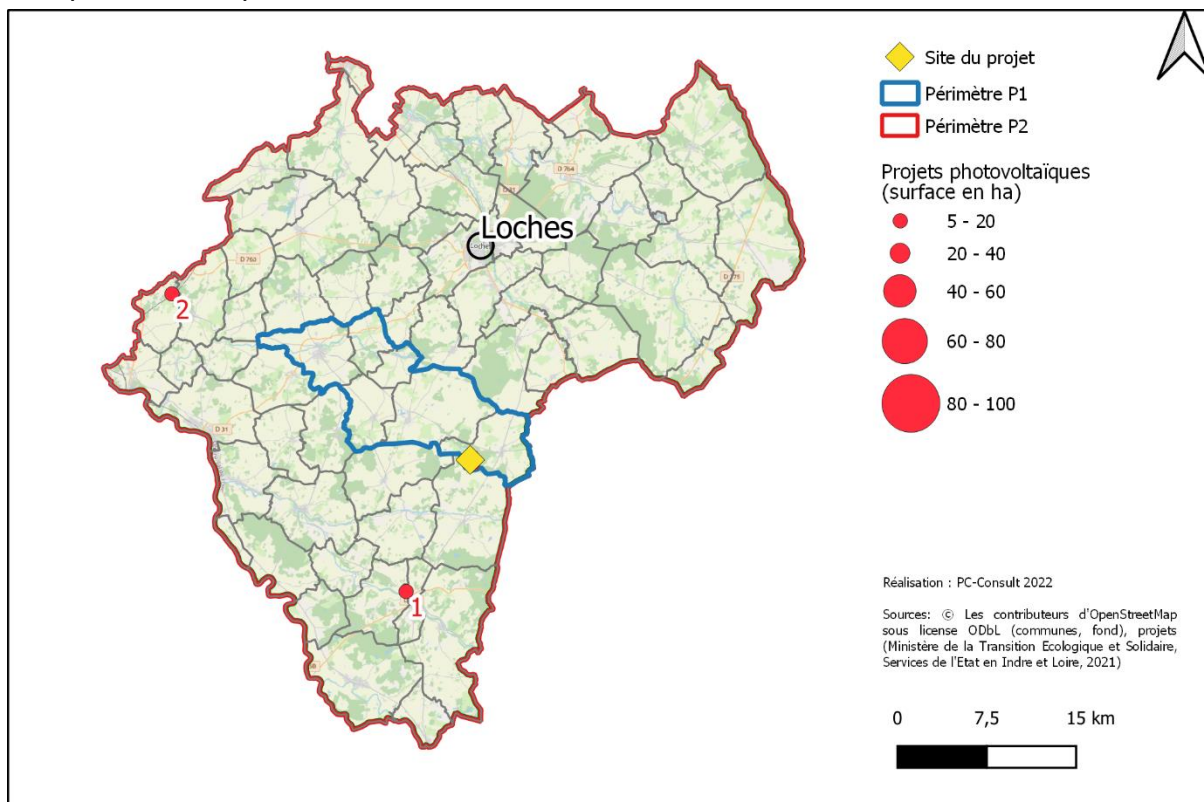 Site du projet
Périmètre P1
Périmètre P2
Projets photovoltaïques
(surface en ha)
5 - 20
20 - 40
40 - 60
60 - 80
80 - 100
Loches
D 764
D 760
D 31
2
1
Réalisation : PC-Consult 2022
Sources: © Les contributeurs d'OpenStreetMap
sous license ODbL (communes, fond), projets
(Ministère de la Transition Ecologique et Solidaire,
Services de l'Etat en Indre et Loire, 2021)
0 7,5 15 km